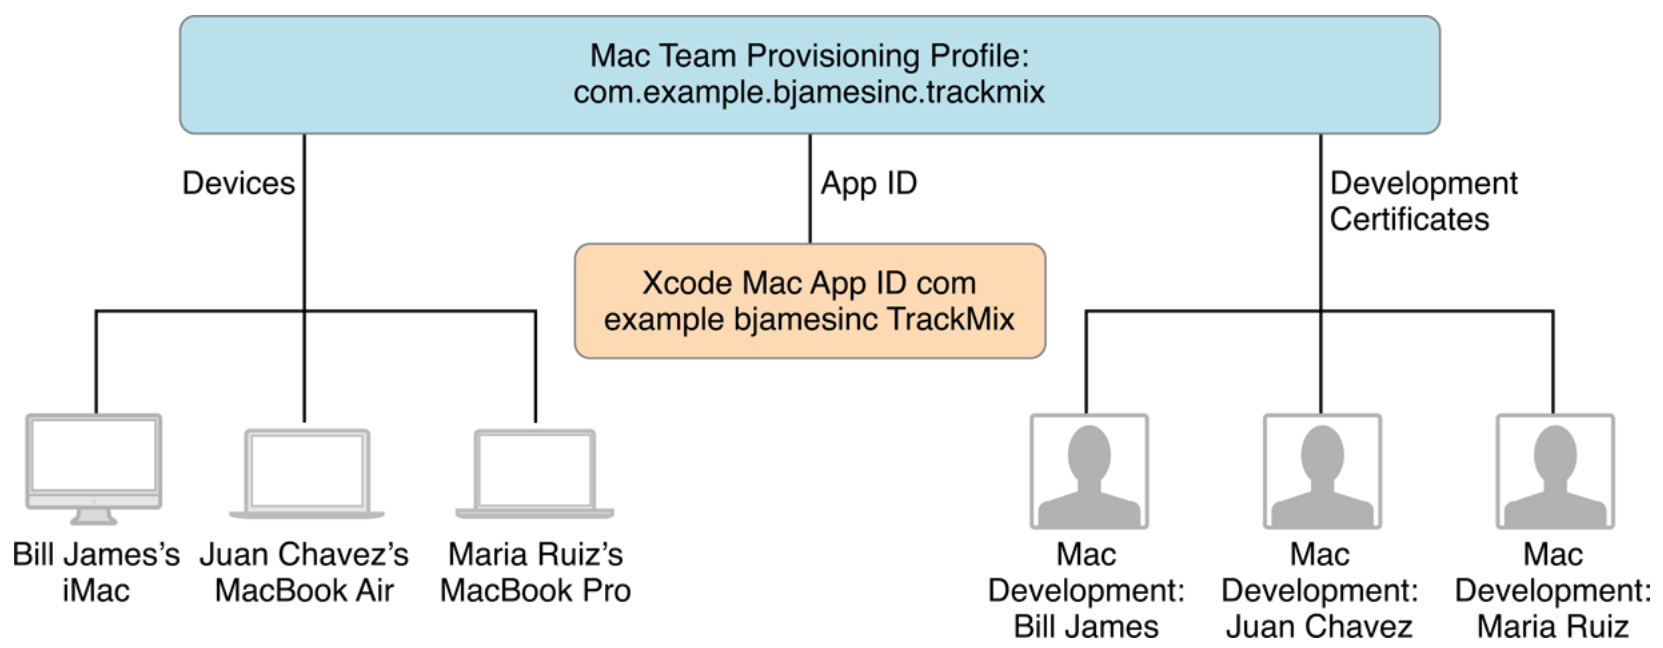 Mac Team Provisioning Profile:
com.example.bjamesinc.trackmix
Devices
App ID
Development
Certificates
Xcode Mac App ID com
example bjamesinc TrackMix
Bill James’s
iMac
Juan Chavez’s
MacBook Air
Maria Ruiz’s
MacBook Pro
Mac
Development:
Bill James
Mac
Development:
Juan Chavez
Mac
Development:
Maria Ruiz